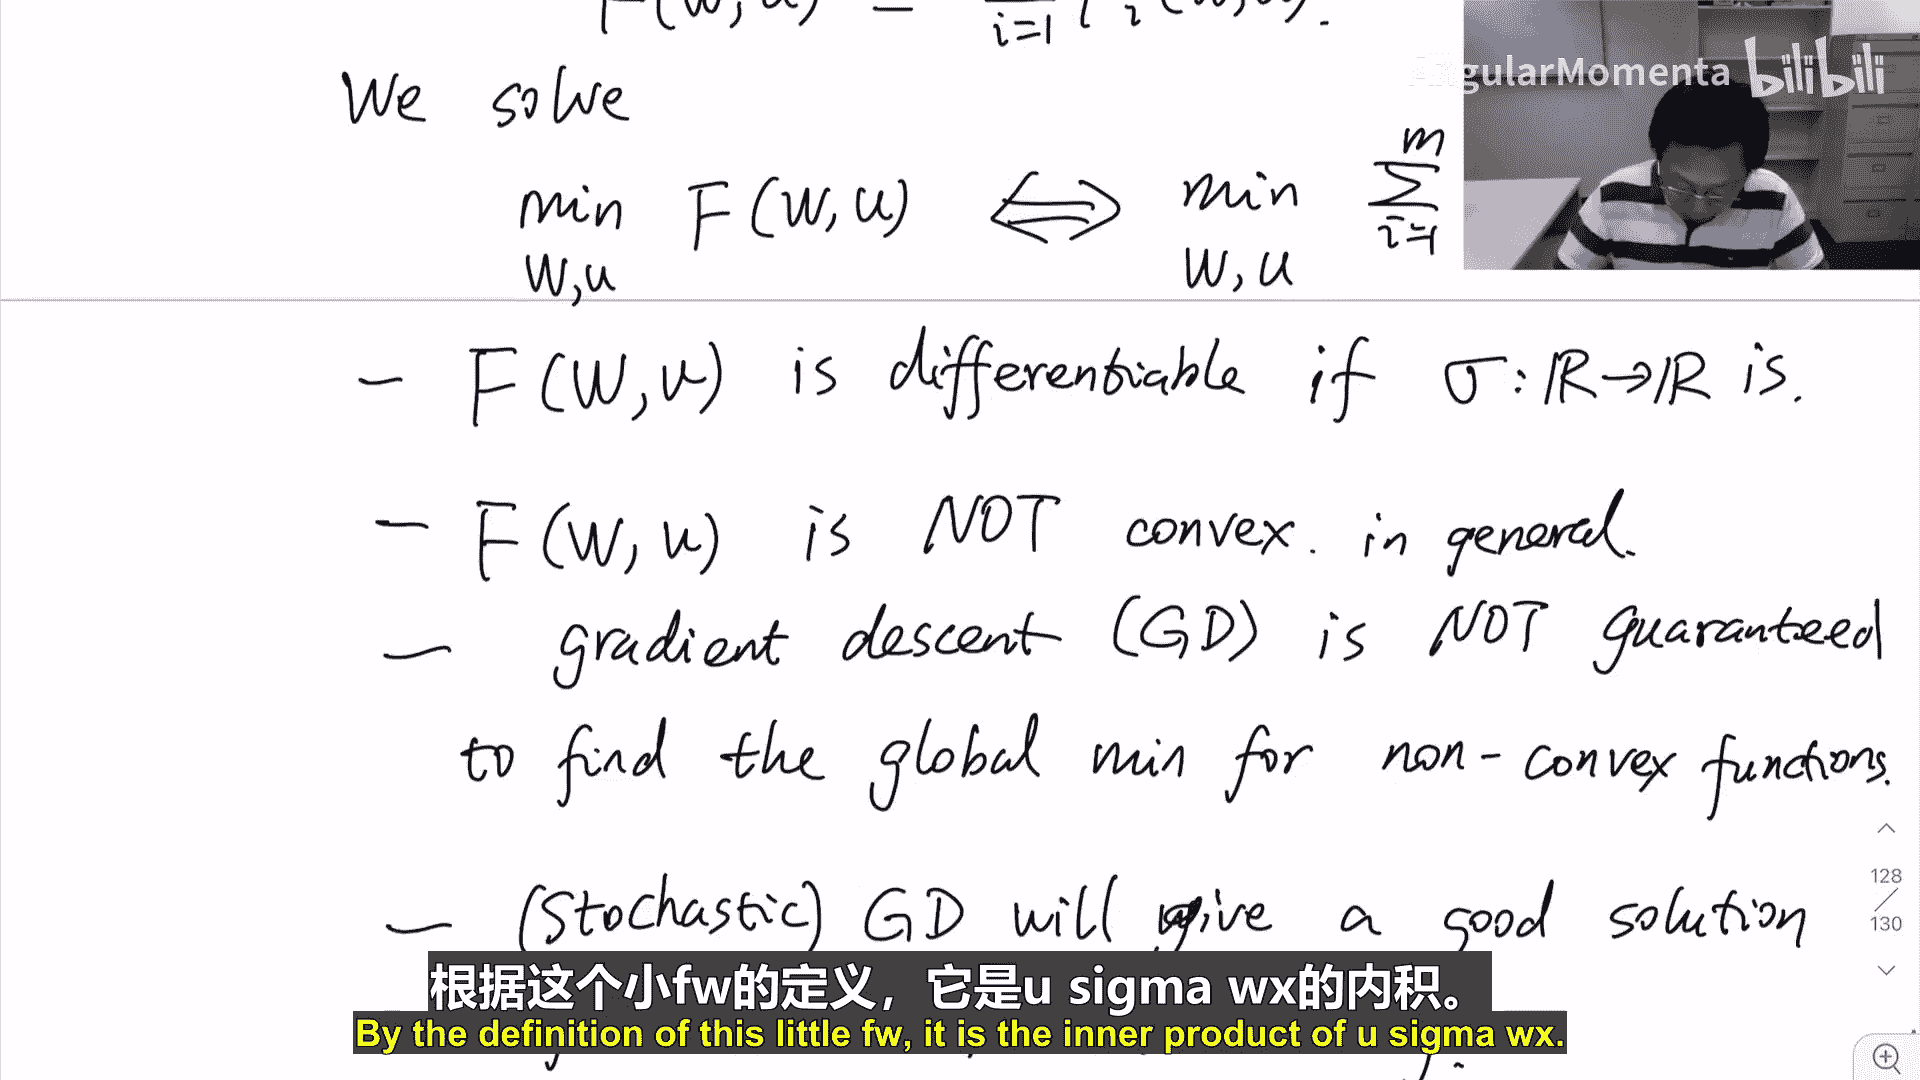 F(W,u) =
i=1
We solve
min F(W,u) ⟺ min Σ
m
i=1
W,u W,u
- F(W,u) is differentiable if σ:ℝ→ℝ is.
- F(W,u) is NOT convex. in general.
- gradient descent (GD) is NOT guaranteed
to find the global min for non-convex functions.
- (Stochastic) GD will give a good solution
根据这个小fw的定义，它是u sigma wx的内积。
By the definition of this little fw, it is the inner product of u sigma wx.
gularMomenta bilibili
128
/
130